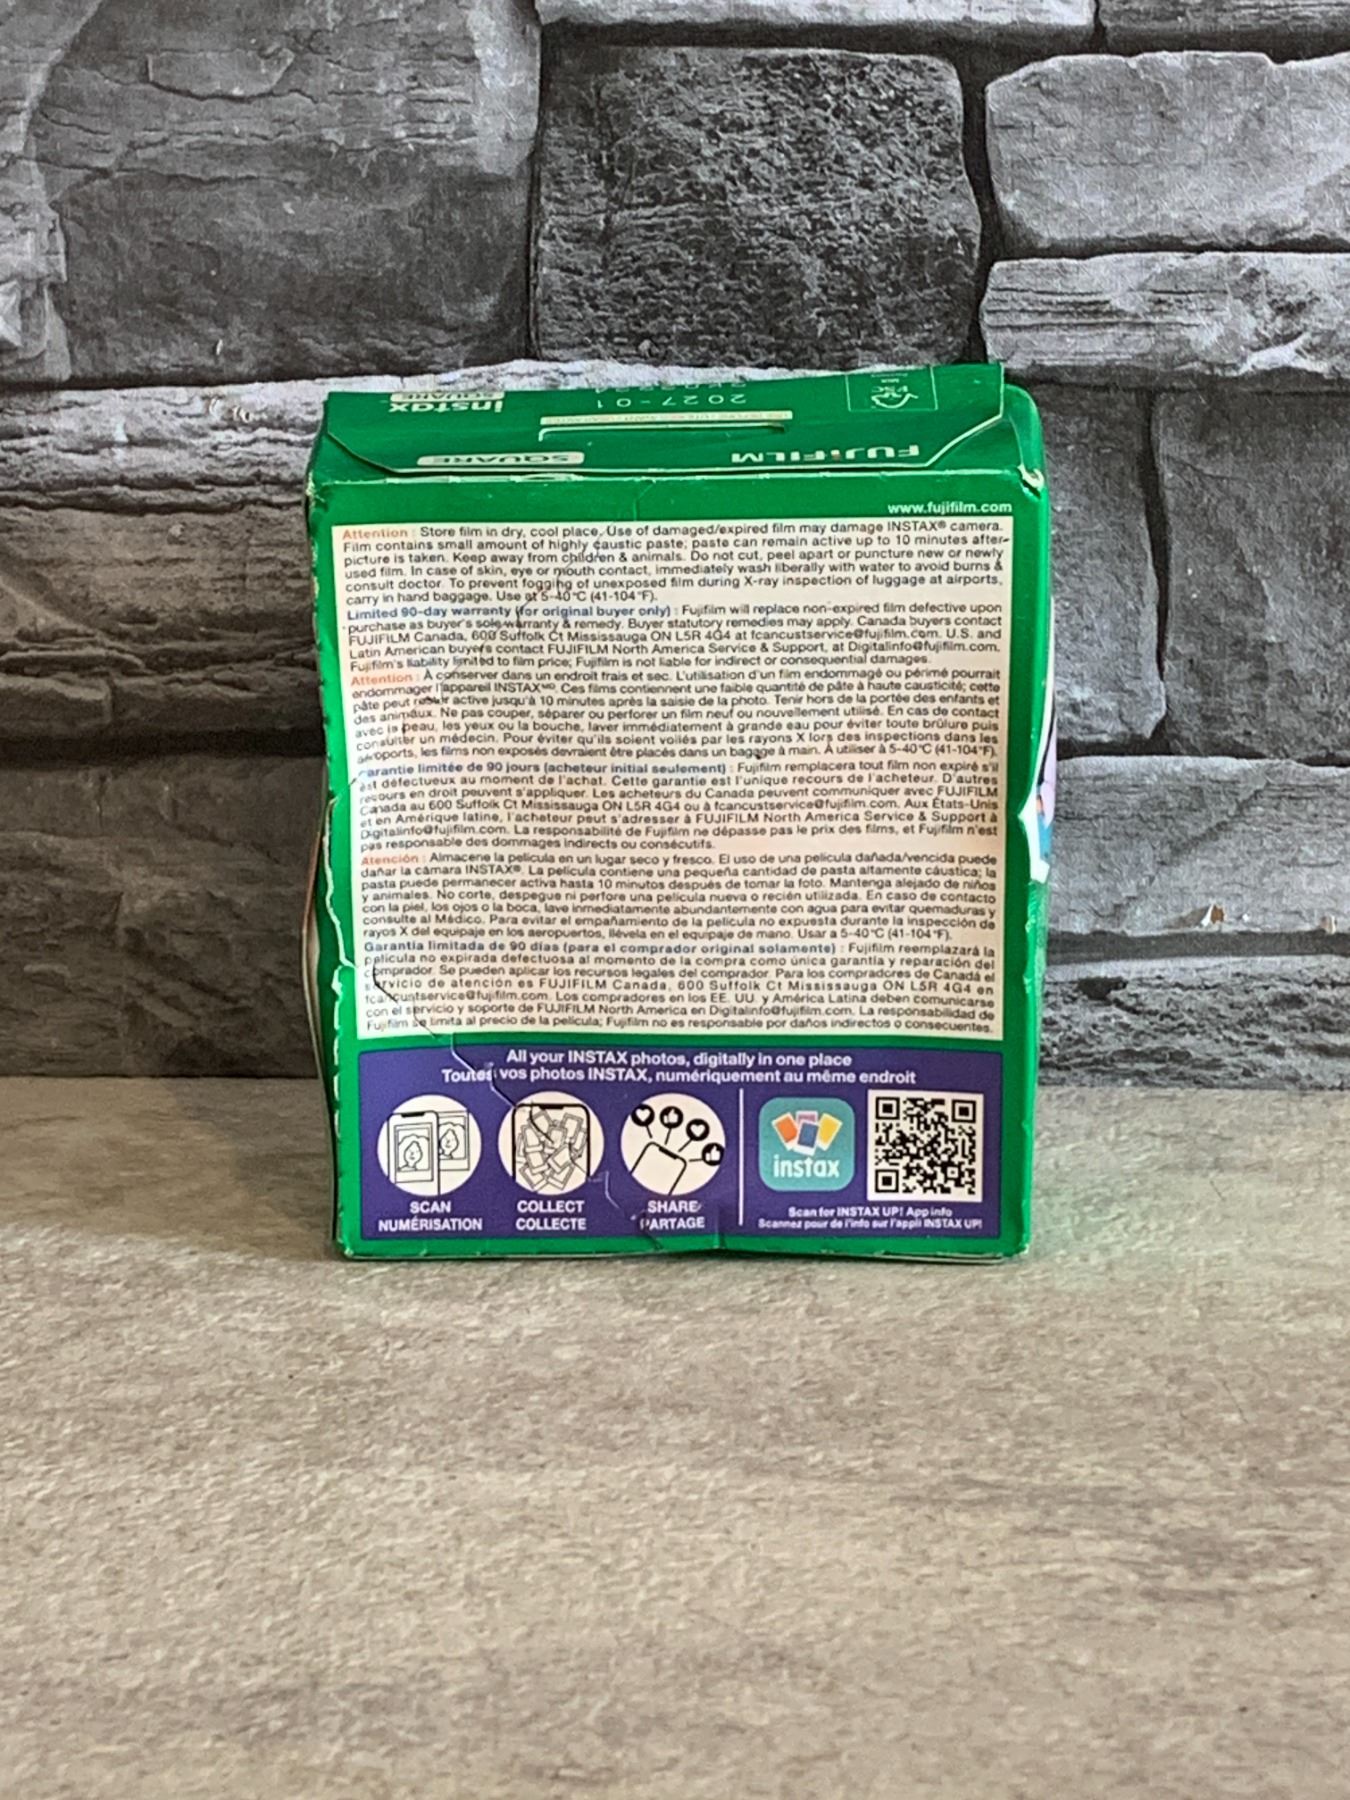 instax
SQUARE
2027-01
FSC
MIX
SQUARE
FUJIFILM
www.fujifilm.com
Attention : Store film in dry, cool place. Use of damaged/expired film may damage INSTAX® camera.
Film contains small amount of highly caustic paste; paste can remain active up to 10 minutes after-
picture is taken. Keep away from children & animals. Do not cut, peel apart or puncture new or newly
used film. In case of skin, eye or mouth contact, immediately wash liberally with water to avoid burns &
consult doctor. To prevent fogging of unexposed film during X-ray inspection of luggage at airports,
carry in hand baggage. Use at 5-40°C (41-104°F).
Limited 90-day warranty (for original buyer only) : Fujifilm will replace non-expired film defective upon
purchase as buyer's sole warranty & remedy. Buyer statutory remedies may apply. Canada buyers contact
FUJIFILM Canada, 600 Suffolk Ct Mississauga ON L5R 4G4 at fcancustservice@fujifilm.com. U.S. and
Latin American buyers contact FUJIFILM North America Service & Support, at Digitalinfo@fujifilm.com.
Fujifilm's liability limited to film price; Fujifilm is not liable for indirect or consequential damages.
Attention : À conserver dans un endroit frais et sec. L'utilisation d'un film endommagé ou périmé pourrait
endommager l'appareil INSTAXMD. Ces films contiennent une faible quantité de pâte à haute causticité; cette
pâte peut rester active jusqu'à 10 minutes après la saisie de la photo. Tenir hors de la portée des enfants et
des animaux. Ne pas couper, séparer ou perforer un film neuf ou nouvellement utilisé. En cas de contact
avec la peau, les yeux ou la bouche, laver immédiatement à grande eau pour éviter toute brûlure puis
consulter un médecin. Pour éviter qu'ils soient voilés par les rayons X lors des inspections dans les
aéroports, les films non exposés devraient être placés dans un bagage à main. À utiliser à 5-40°C (41-104°F).
Garantie limitée de 90 jours (acheteur initial seulement) : Fujifilm remplacera tout film non expiré s'il
est défectueux au moment de l'achat. Cette garantie est l'unique recours de l'acheteur. D'autres
recours en droit peuvent s'appliquer. Les acheteurs du Canada peuvent communiquer avec FUJIFILM
Canada au 600 Suffolk Ct Mississauga ON L5R 4G4 ou à fcancustservice@fujifilm.com. Aux États-Unis
et en Amérique latine, l'acheteur peut s'adresser à FUJIFILM North America Service & Support à
Digitalinfo@fujifilm.com. La responsabilité de Fujifilm ne dépasse pas le prix des films, et Fujifilm n'est
pas responsable des dommages indirects ou consécutifs.
Atención : Almacene la película en un lugar seco y fresco. El uso de una película dañada/vencida puede
dañar la cámara INSTAX®. La película contiene una pequeña cantidad de pasta altamente cáustica; la
pasta puede permanecer activa hasta 10 minutos después de tomar la foto. Mantenga alejado de niños
y animales. No corte, despegue ni perfore una película nueva o recién utilizada. En caso de contacto
con la piel, los ojos o la boca, lave inmediatamente abundantemente con agua para evitar quemaduras y
consulte al Médico. Para evitar el empañamiento de la película no expuesta durante la inspección de
rayos X del equipaje en los aeropuertos, llévela en el equipaje de mano. Usar a 5-40°C (41-104°F).
Garantía limitada de 90 días (para el comprador original solamente) : Fujifilm reemplazará la
película no expirada defectuosa al momento de la compra como única garantía y reparación del
comprador. Se pueden aplicar los recursos legales del comprador. Para los compradores de Canadá el
servicio de atención es FUJIFILM Canada, 600 Suffolk Ct Mississauga ON L5R 4G4 en
fcancustservice@fujifilm.com. Los compradores en los EE. UU. y América Latina deben comunicarse
con el servicio y soporte de FUJIFILM North America en Digitalinfo@fujifilm.com. La responsabilidad de
Fujifilm se limita al precio de la película; Fujifilm no es responsable por daños indirectos o consecuentes.
All your INSTAX photos, digitally in one place
Toutes vos photos INSTAX, numériquement au même endroit
instax
SCAN
NUMÉRISATION
COLLECT
COLLECTE
SHARE
PARTAGE
Scan for INSTAX UP! App info
Scannez pour de l'info sur l'appli INSTAX UP!